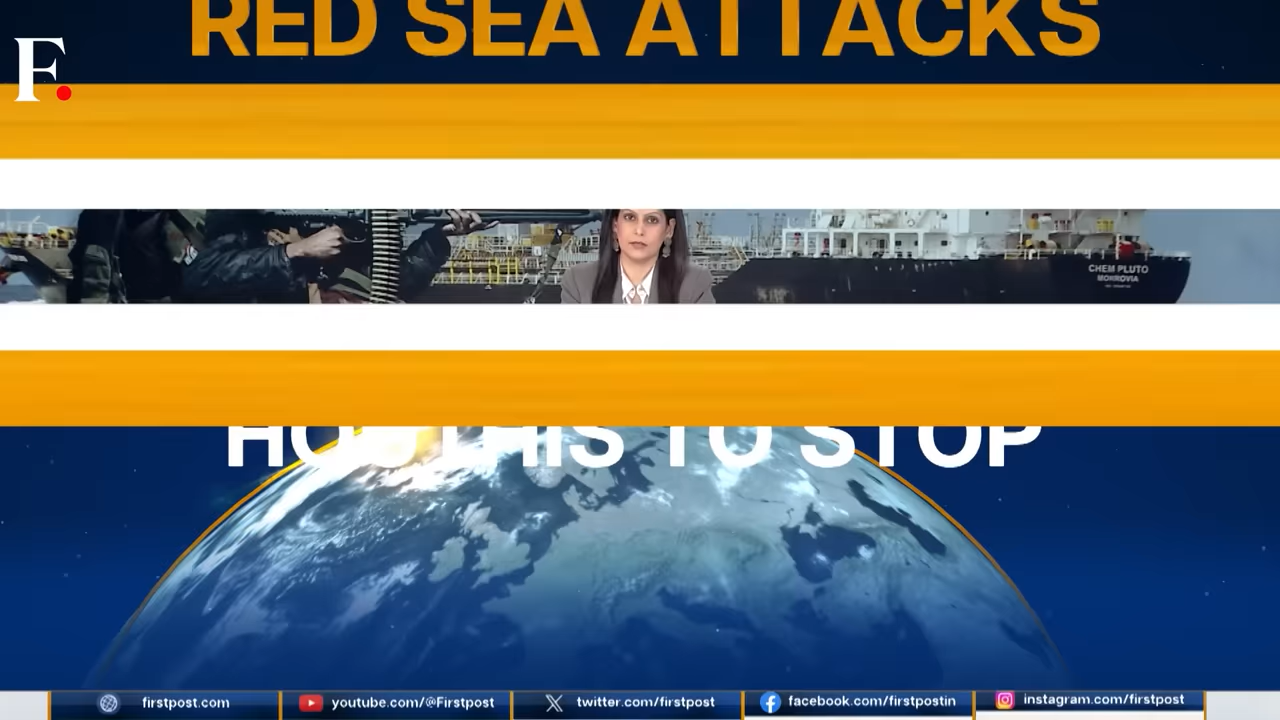 RED SEA ATTACKS
F.
CHEM PLUTO
MONROVIA
HOUTHIS TO STOP
firstpost.com
youtube.com/@Firstpost
twitter.com/firstpost
facebook.com/firstpostin
instagram.com/firstpost